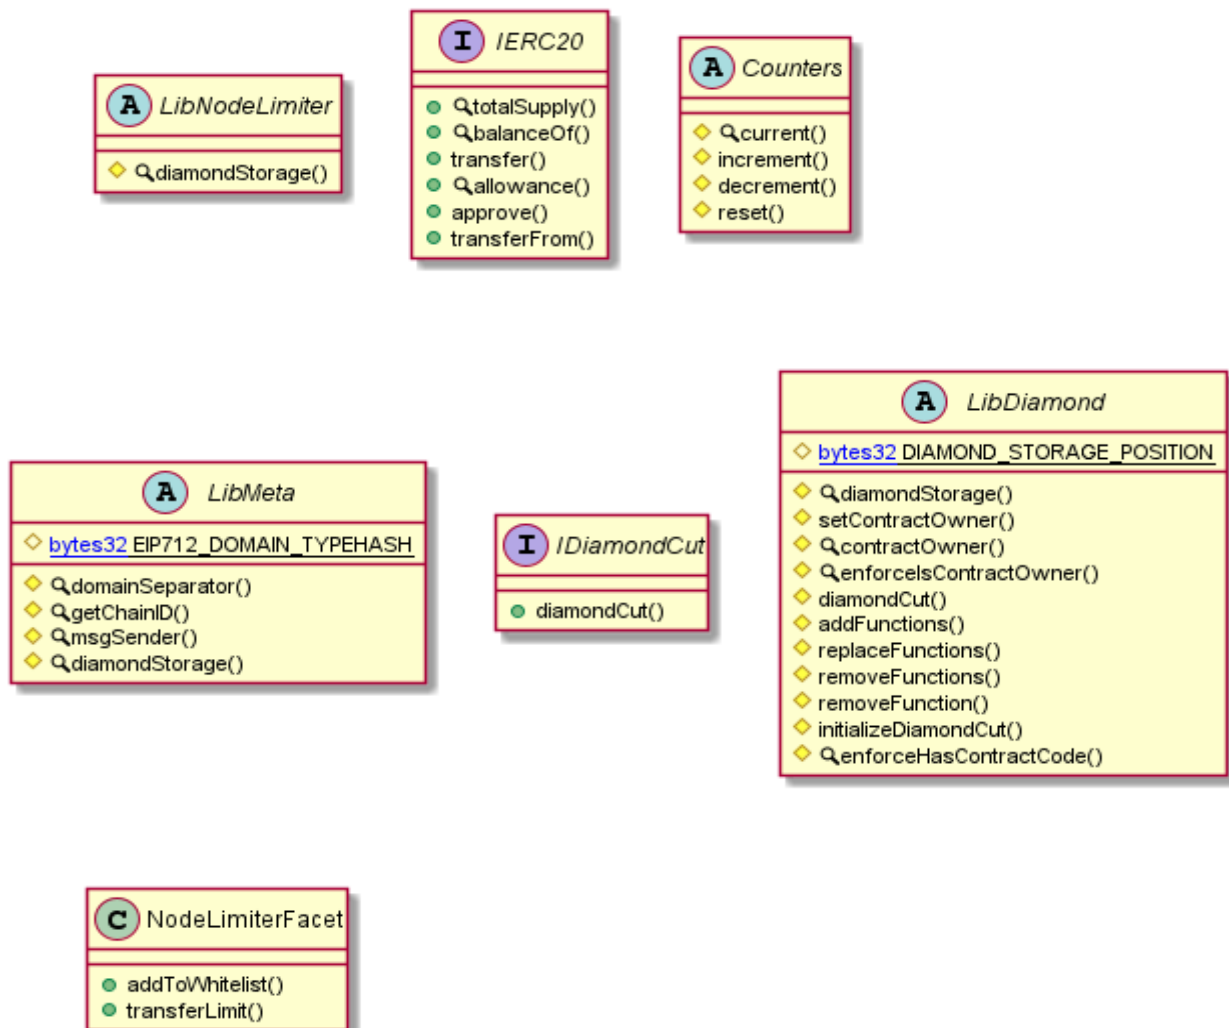 A LibNodeLimiter
diamondStorage()
I IERC20
totalSupply()
balanceOf()
transfer()
allowance()
approve()
transferFrom()
A Counters
current()
increment()
decrement()
reset()
A LibMeta
bytes32 EIP712_DOMAIN_TYPEHASH
domainSeparator()
getChainID()
msgSender()
diamondStorage()
I IDiamondCut
diamondCut()
A LibDiamond
bytes32 DIAMOND_STORAGE_POSITION
diamondStorage()
setContractOwner()
contractOwner()
enforceIsContractOwner()
diamondCut()
addFunctions()
replaceFunctions()
removeFunctions()
removeFunction()
initializeDiamondCut()
enforceHasContractCode()
C NodeLimiterFacet
addToWhitelist()
transferLimit()